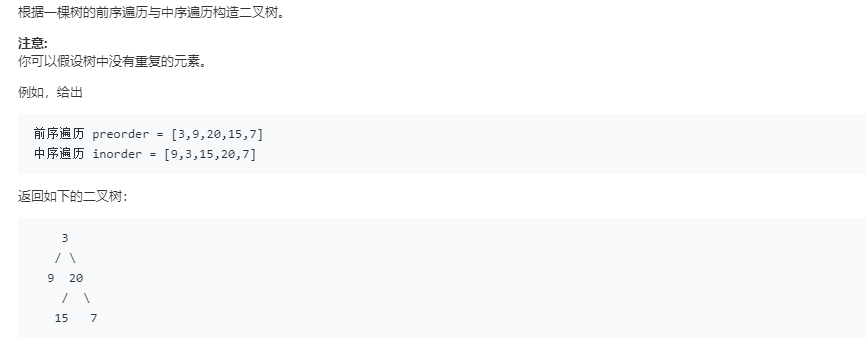 根据一棵树的前序遍历与中序遍历构造二叉树。
注意:
你可以假设树中没有重复的元素。
例如，给出
前序遍历 preorder = [3,9,20,15,7]
中序遍历 inorder = [9,3,15,20,7]
返回如下的二叉树：
3
/ \
9 20
/ \
15 7